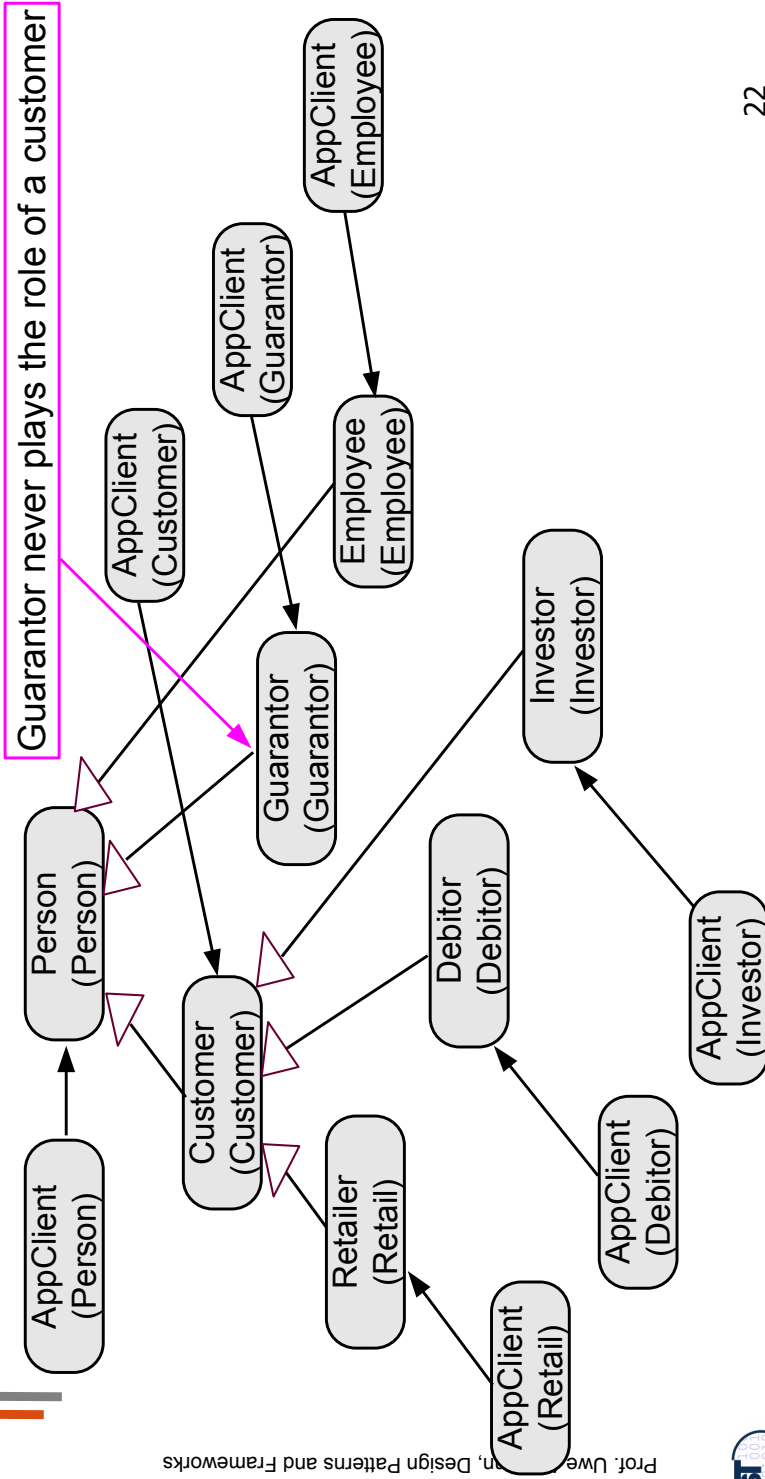 Guarantor never plays the role of a customer
AppClient
(Person)
Person
(Person)
AppClient
(Customer)
AppClient
(Guarantor)
AppClient
(Employee)
Customer
(Customer)
Guarantor
(Guarantor)
Employee
(Employee)
Retailer
(Retail)
Debitor
(Debitor)
Investor
(Investor)
AppClient
(Retail)
AppClient
(Debitor)
AppClient
(Investor)
Prof. Uwe
, Design Patterns and Frameworks
22